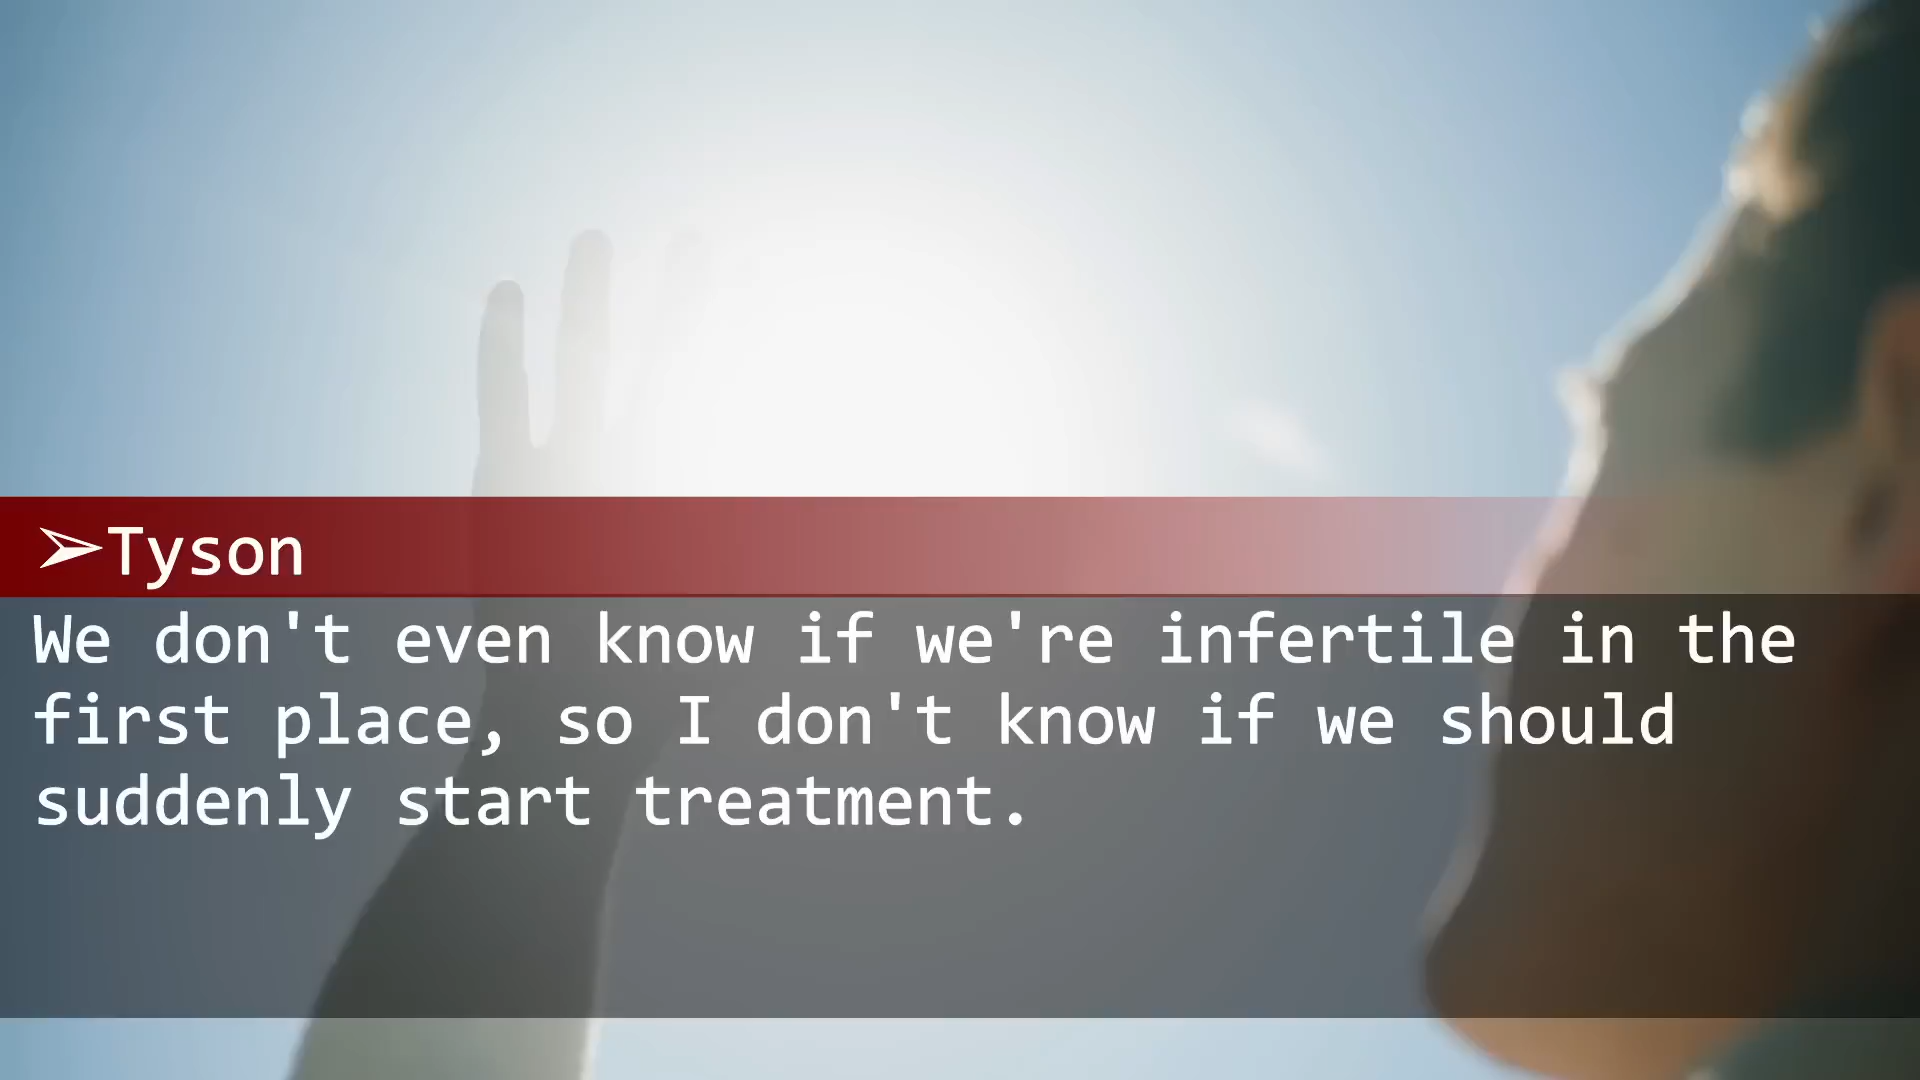 ➢Tyson
We don't even know if we're infertile in the
first place, so I don't know if we should
suddenly start treatment.